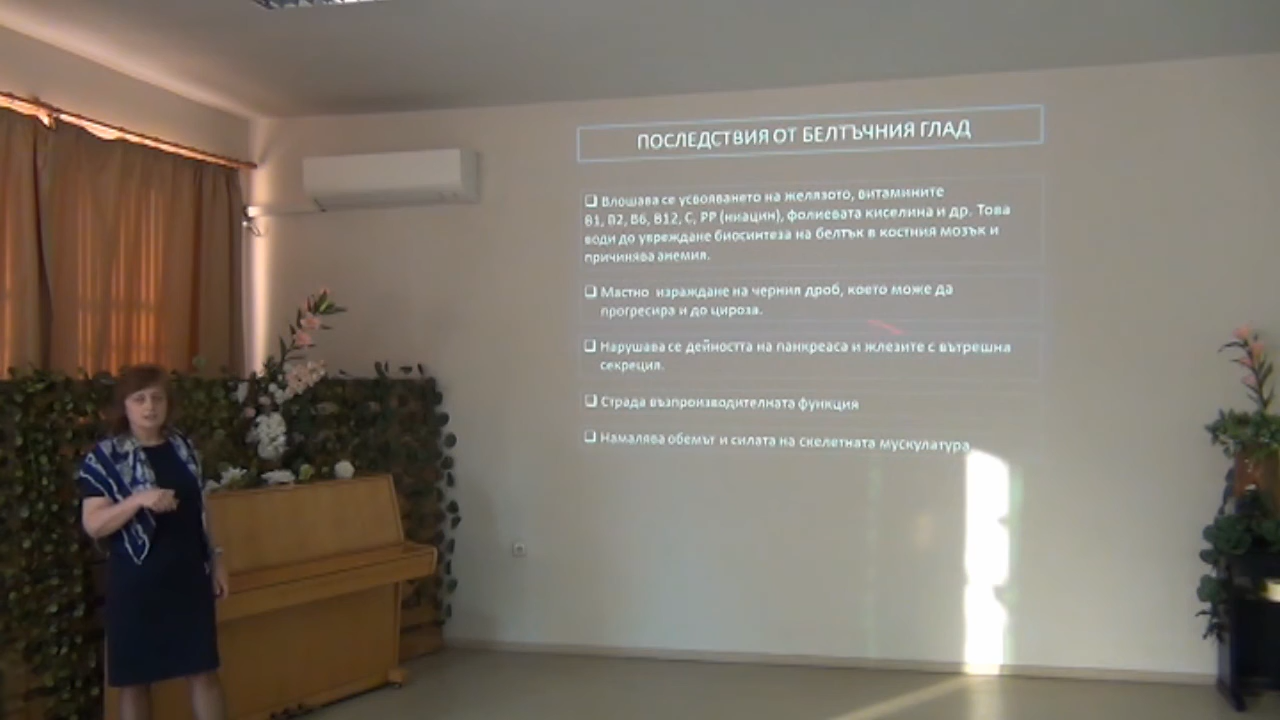 ПОСЛЕДСТВИЯ ОТ БЕЛТЪЧНИЯ ГЛАД
❑ Влошава се усвояването на желязото, витамините
В1, В2, В6, В12, С, РР (ниацин), фолиевата киселина и др. Това
води до увреждане биосинтеза на белтък в костния мозък и
причинява анемия.
❑ Мастно израждане на черния дроб, което може да
прогресира и до цироза.
❑ Нарушава се дейността на панкреаса и жлезите с вътрешна
секреция.
❑ Страда възпроизводителната функция
❑ Намалява обемът и силата на скелетната мускулатура